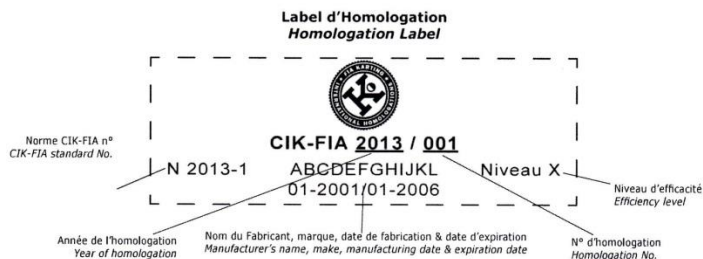 Label d'Homologation
Homologation Label
CIK-FIA 2013 / 001
Norme CIK-FIA n°
CIK-FIA standard No.
N 2013-1 ABCDEFGHIJKL Niveau X
01-2001/01-2006
Niveau d'efficacité
Efficiency level
Année de l'homologation
Year of homologation
Nom du Fabricant, marque, date de fabrication & date d'expiration
Manufacturer's name, make, manufacturing date & expiration date
N° d'homologation
Homologation No.